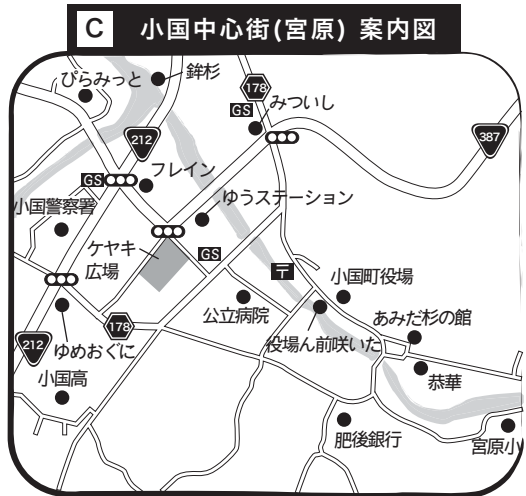 C 小国中心街(宮原) 案内図
ぴらみっと
鉾杉
178
GS
みついし
212
387
GS
フレイン
小国警察署
ゆうステーション
ケヤキ
広場
GS
〒
小国町役場
公立病院
あみだ杉の館
178
役場ん前咲いた
212
ゆめおぐに
恭華
小国高
肥後銀行
宮原小